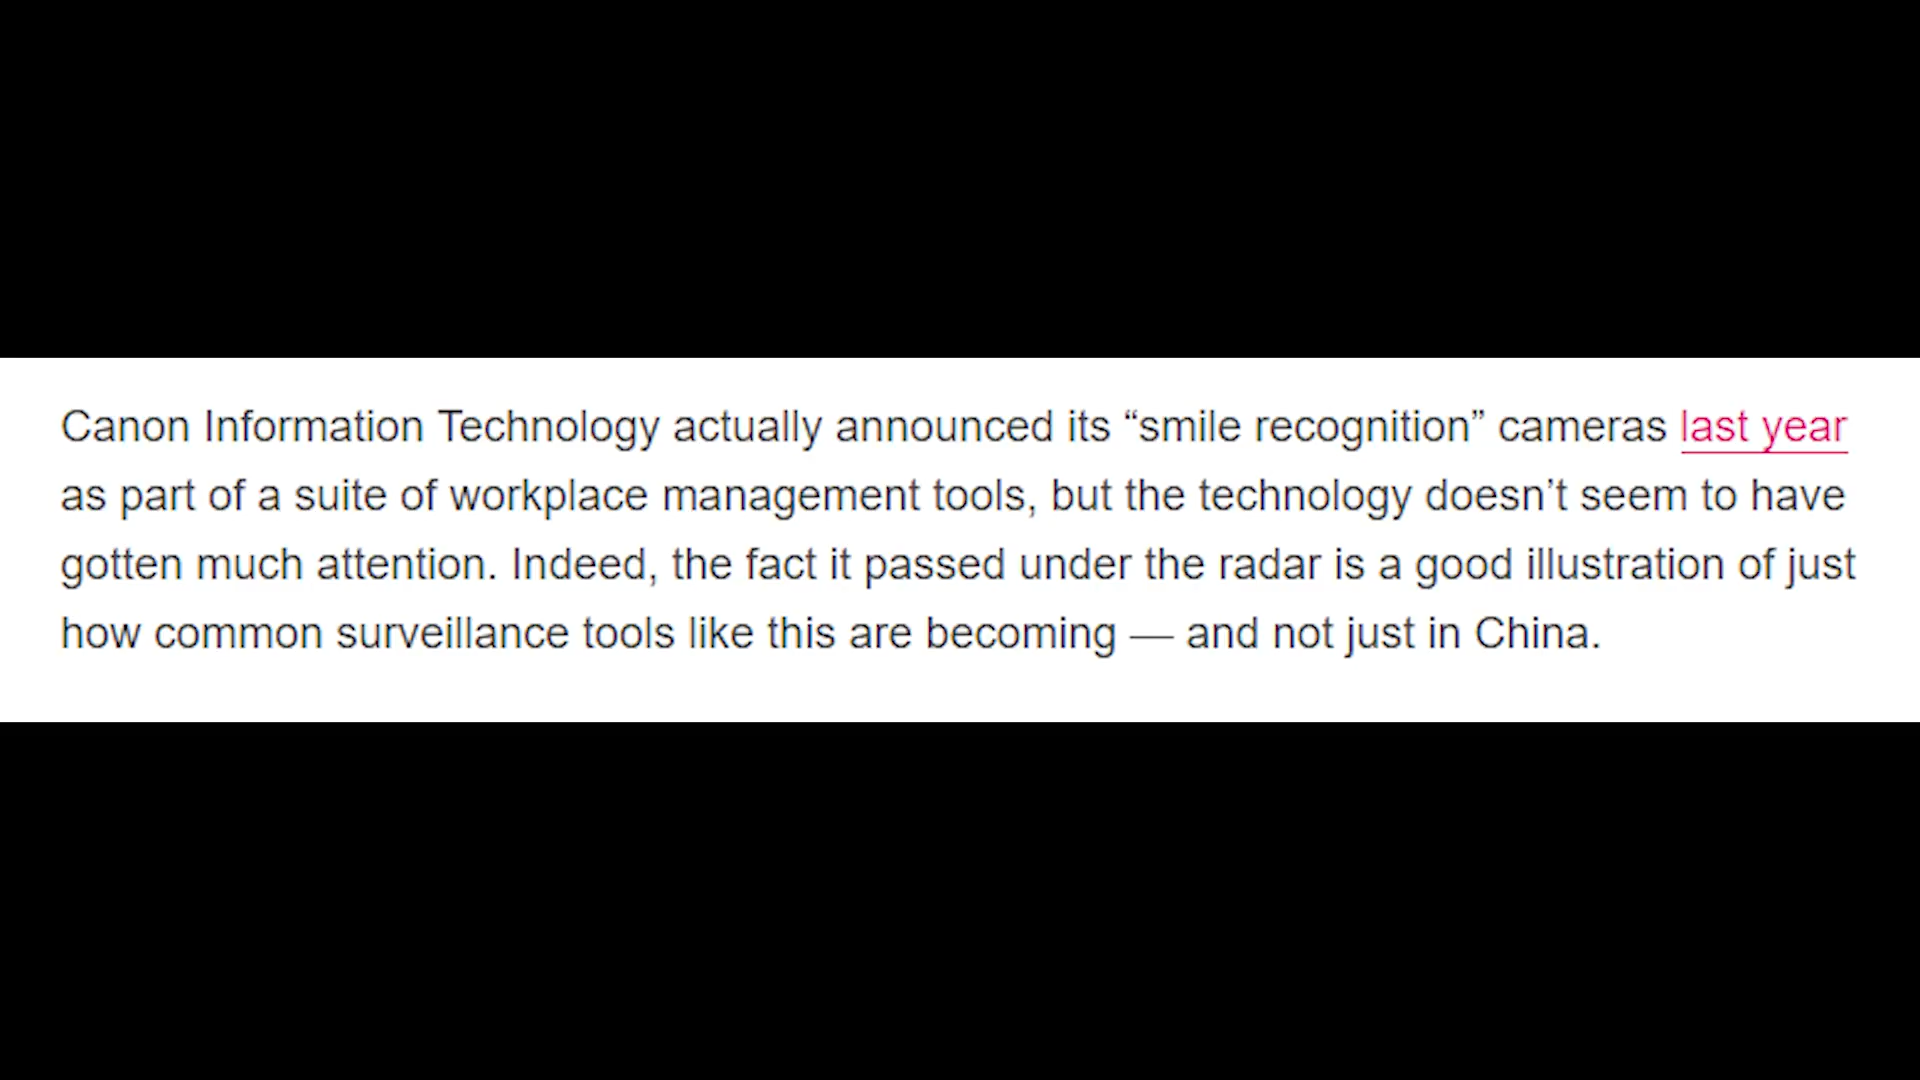 Canon Information Technology actually announced its “smile recognition” cameras last year
as part of a suite of workplace management tools, but the technology doesn’t seem to have
gotten much attention. Indeed, the fact it passed under the radar is a good illustration of just
how common surveillance tools like this are becoming — and not just in China.